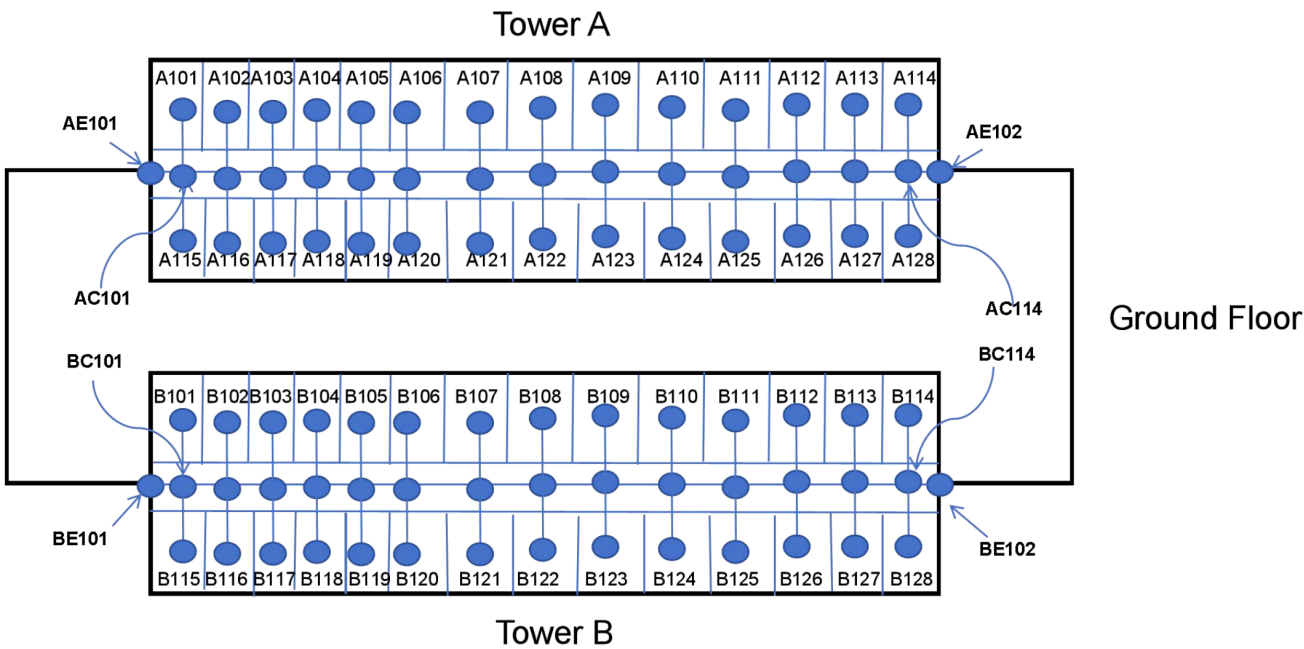 Tower A
A101 A102 A103 A104 A105 A106 A107 A108 A109 A110 A111 A112 A113 A114
AE101
AE102
A115 A116 A117 A118 A119 A120 A121 A122 A123 A124 A125 A126 A127 A128
AC101
AC114
Ground Floor
BC101
BC114
B101 B102 B103 B104 B105 B106 B107 B108 B109 B110 B111 B112 B113 B114
BE101
BE102
B115 B116 B117 B118 B119 B120 B121 B122 B123 B124 B125 B126 B127 B128
Tower B